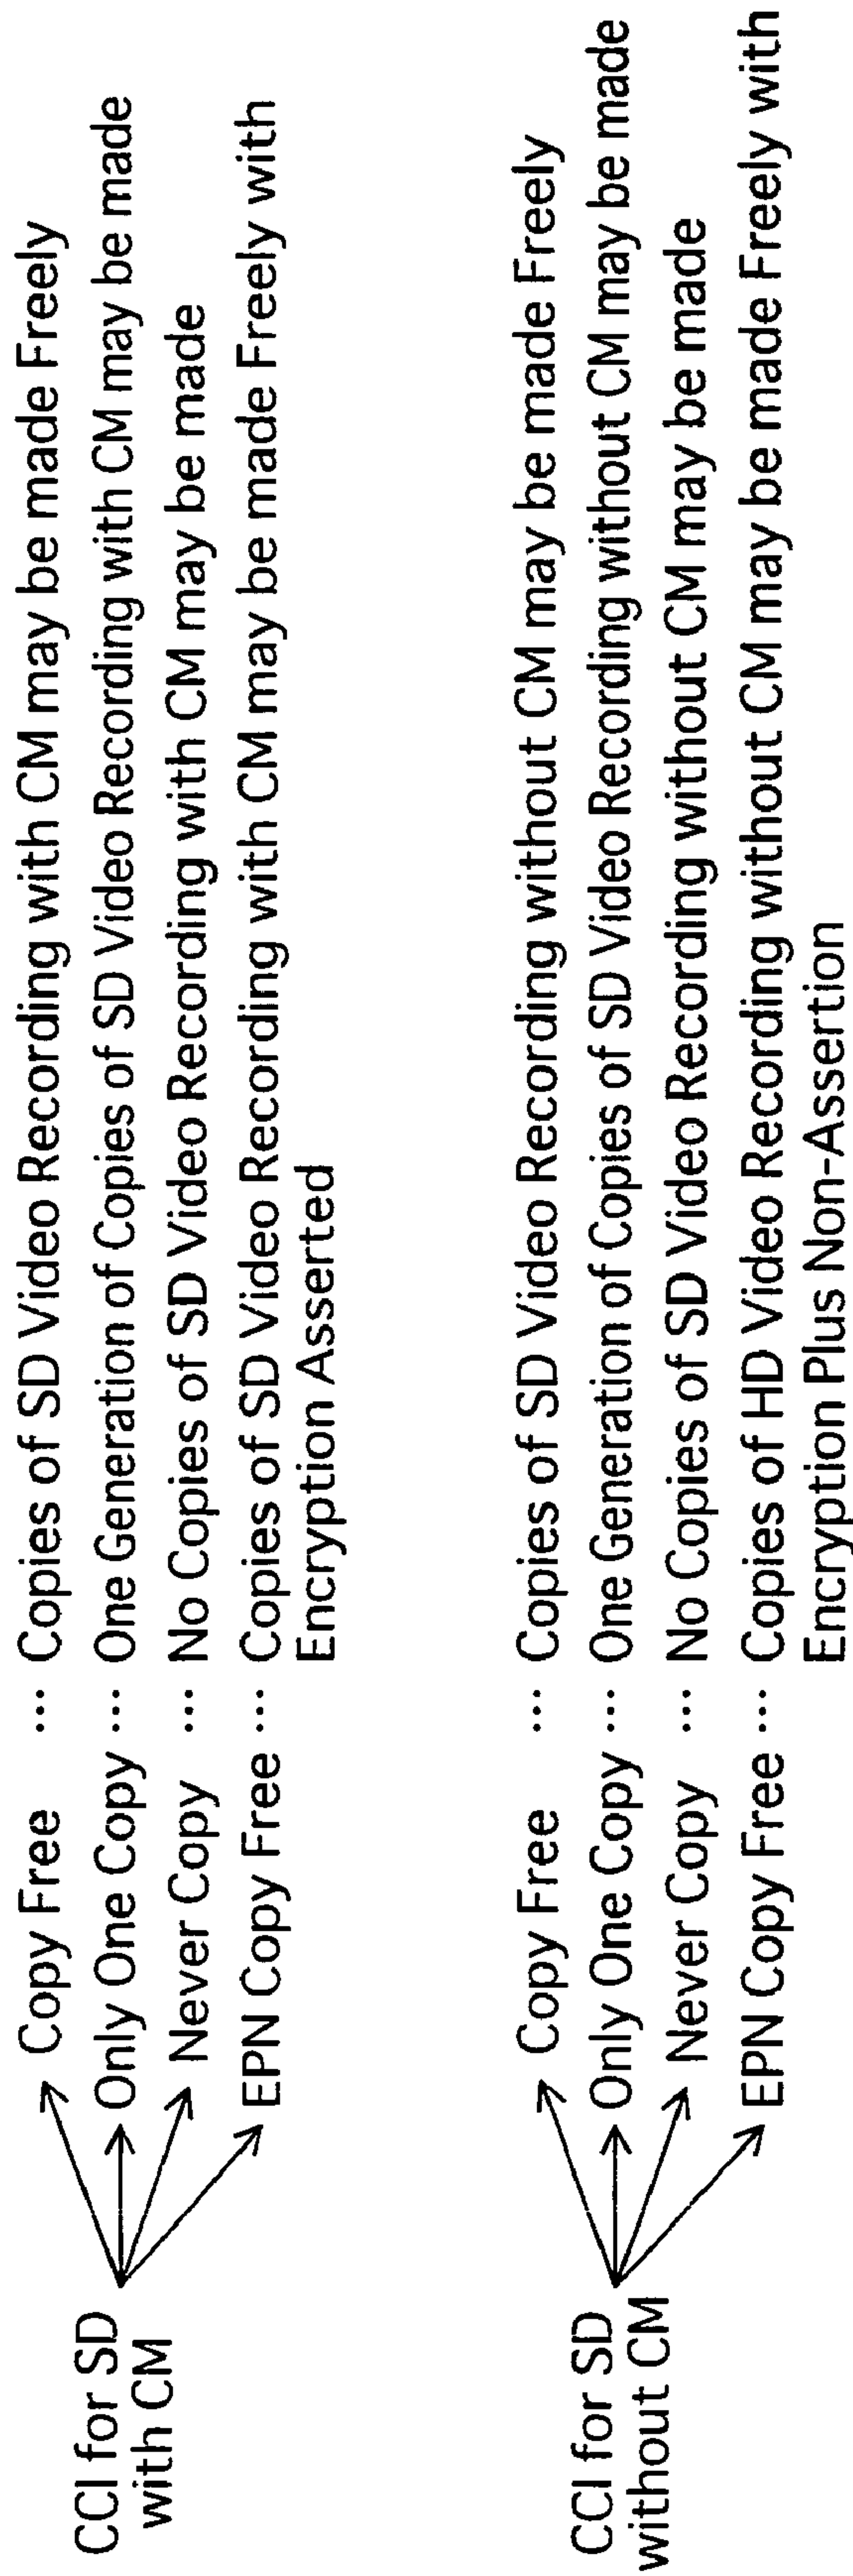 CCI for SD
with CM
Copy Free ... Copies of SD Video Recording with CM may be made Freely
Only One Copy ... One Generation of Copies of SD Video Recording with CM may be made
Never Copy ... No Copies of SD Video Recording with CM may be made
EPN Copy Free ... Copies of SD Video Recording with CM may be made Freely with
Encryption Asserted
CCI for SD
without CM
Copy Free ... Copies of SD Video Recording without CM may be made Freely
Only One Copy ... One Generation of Copies of SD Video Recording without CM may be made
Never Copy ... No Copies of SD Video Recording without CM may be made
EPN Copy Free ... Copies of HD Video Recording without CM may be made Freely with
Encryption Plus Non-Assertion